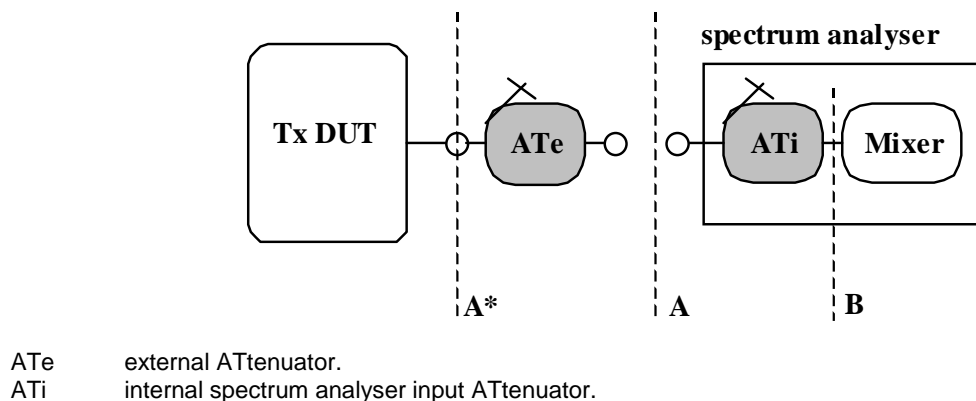 spectrum analyser
Tx DUT
ATe
ATi
Mixer
A*
A
B
ATe external ATtenuator.
ATi internal spectrum analyser input ATtenuator.